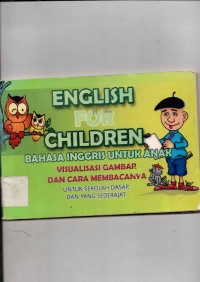 ENGLISH
FOR
CHILDREN
BAHASA INGGRIS UNTUK ANAK
VISUALISASI GAMBAR
DAN CARA MEMBACANYA
UNTUK SEKOLAH DASAR
DAN YANG SEDERAJAT